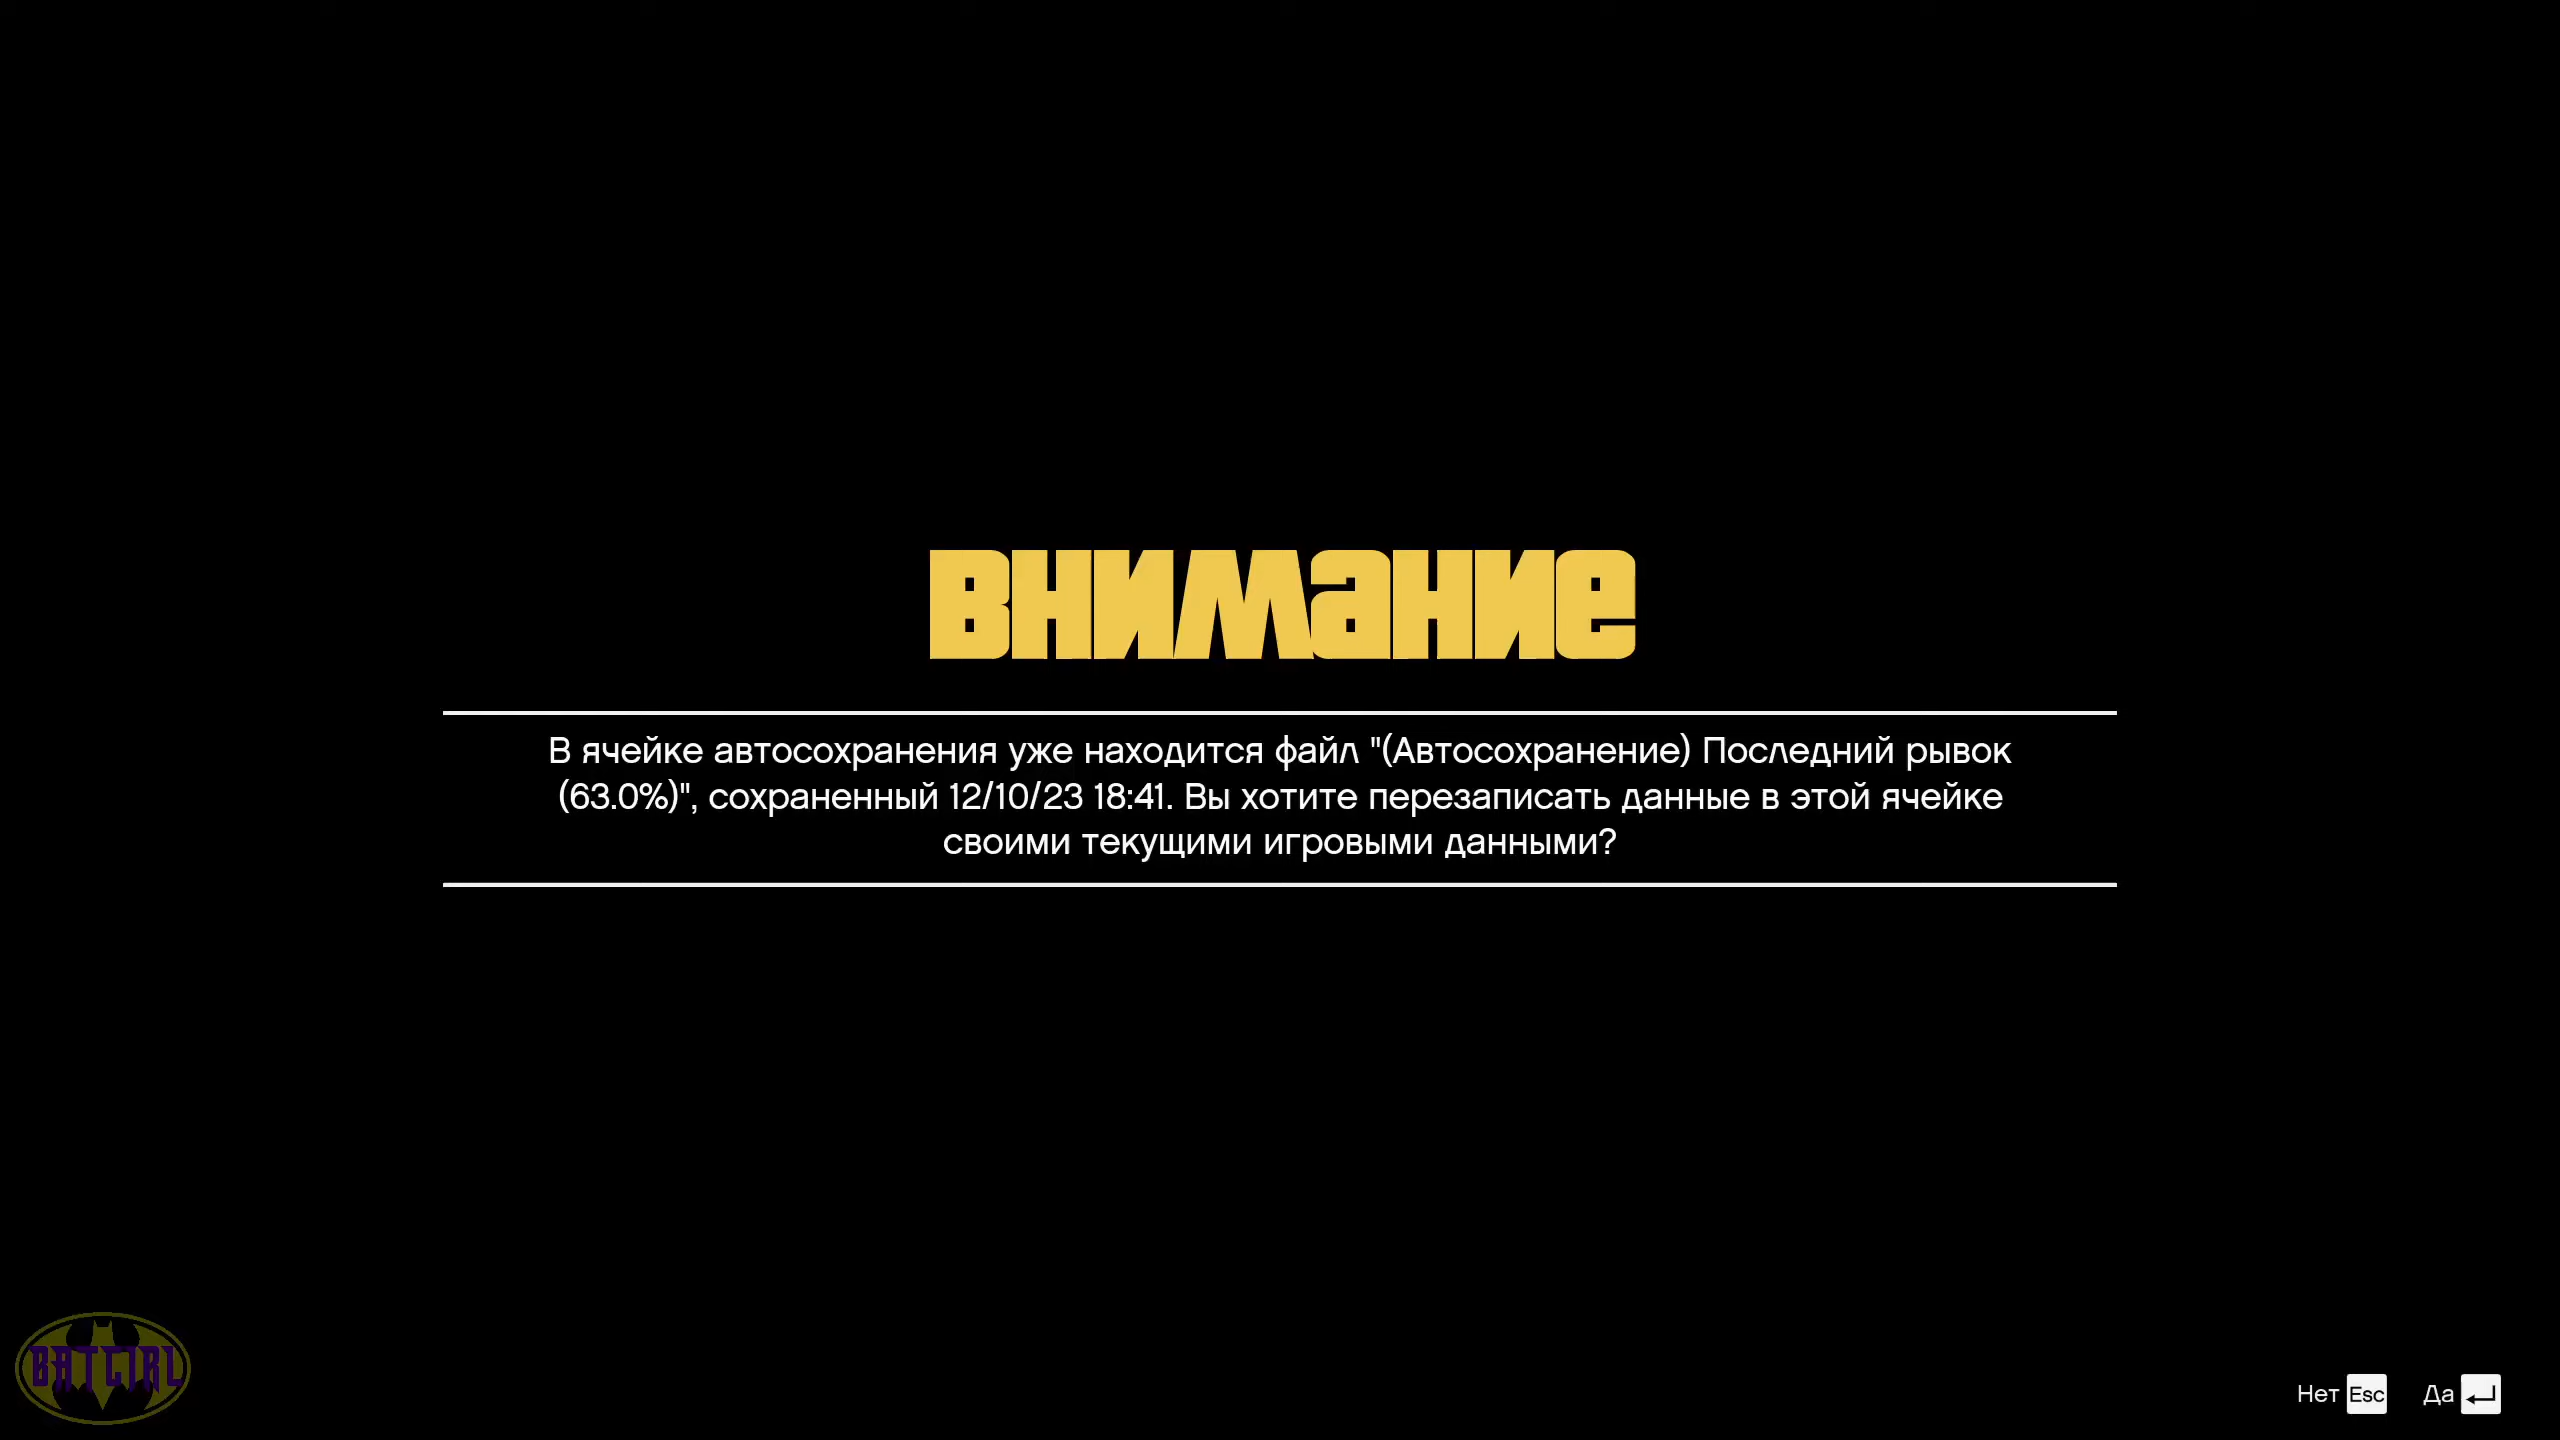 внимание
В ячейке автосохранения уже находится файл "(Автосохранение) Последний рывок
(63.0%)", сохраненный 12/10/23 18:41. Вы хотите перезаписать данные в этой ячейке
своими текущими игровыми данными?
BATGIRL
Нет Esc Да